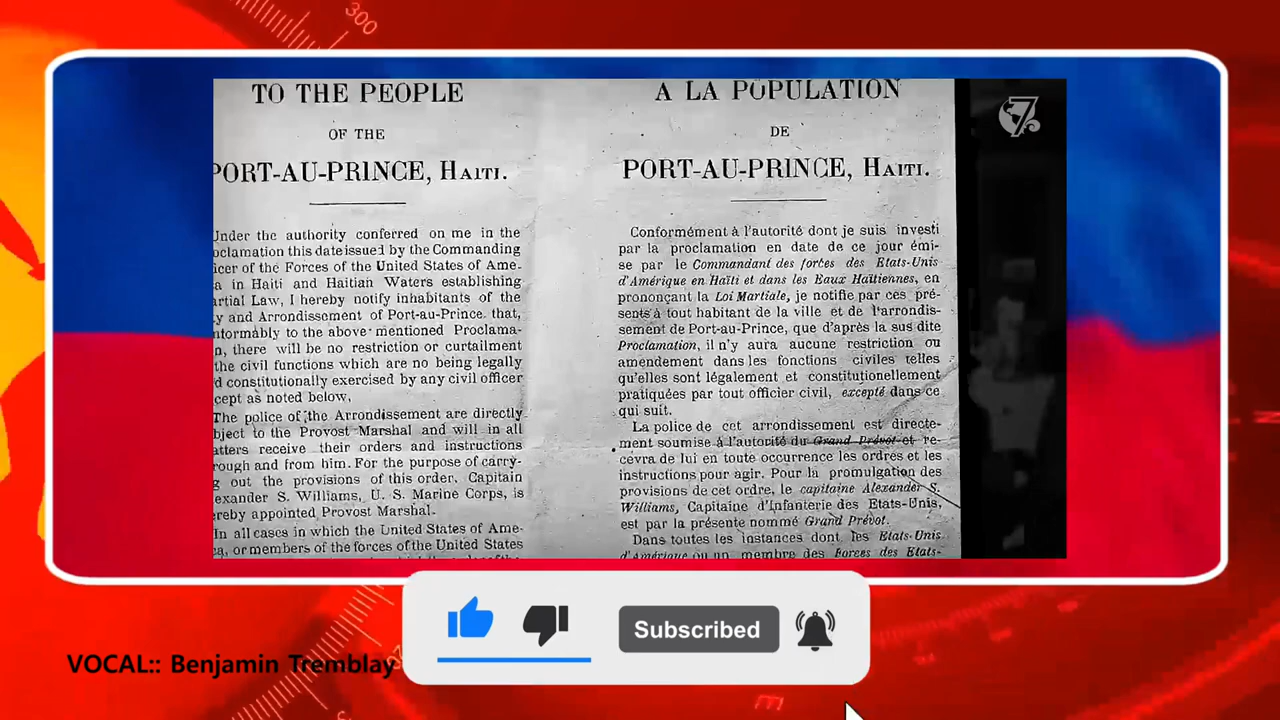 300
TO THE PEOPLE
OF THE
PORT-AU-PRINCE, HAITI.
Under the authority conferred on me in the
oclamation this date issued by the Commanding
icer of the Forces of the United States of Ame-
a in Haiti and Haitian Waters establishing
artial Law, I hereby notify inhabitants of the
y and Arrondissement of Port-au-Prince. that,
nformably to the above mentioned Proclama-
n, there will be no restriction or curtailment
the civil functions which are no being legally
d constitutionally exercised by any civil officer
cept as noted below,
The police of the Arrondissement are directly
bject to the Provost Marshal and will in all
atters receive their orders and instructions
rough and from him. For the purpose of carry-
g out the provisions of this order, Captain
exander S. Williams, U. S. Marine Corps, is
ereby appointed Provost Marshal.
In all cases in which the United States of Ame-
ca, or members of the forces of the United States
A LA POPULATION
DE
PORT-AU-PRINCE, HAITI.
Conformément à l'autorité dont je suis investi
par la proclamation en date de ce jour émi-
se par le Commandant des fortes des Etats-Unis
d'Amérique en Haïti et dans les Eaux Haïtiennes, en
prononçant la Loi Martiale, je notifie par ces pré-
sents à tout habitant de la ville et de l'arrondis-
sement de Port-au-Prince, que d'après la sus dite
Proclamation, il n'y aura aucune restriction ou
amendement dans les fonctions civiles telles
qu'elles sont légalement et constitutionellement
pratiquées par tout officier civil, excepté dans ce
qui suit.
La police de cet arrondissement est directe-
ment soumise à l'autorité du Grand Prévot et re-
cevra de lui en toute occurrence les ordres et les
instructions pour agir. Pour la promulgation des
provisions de cet ordre, le capitaine Alexander S.
Williams, Capitaine d'Infanterie des Etats-Unis,
est par la présente nommé Grand Prévot.
Dans toutes les instances dont les Etats-Unis
d'Amérique ou un membre des Forces des Etats-
7
Subscribed
VOCAL:: Benjamin Tremblay